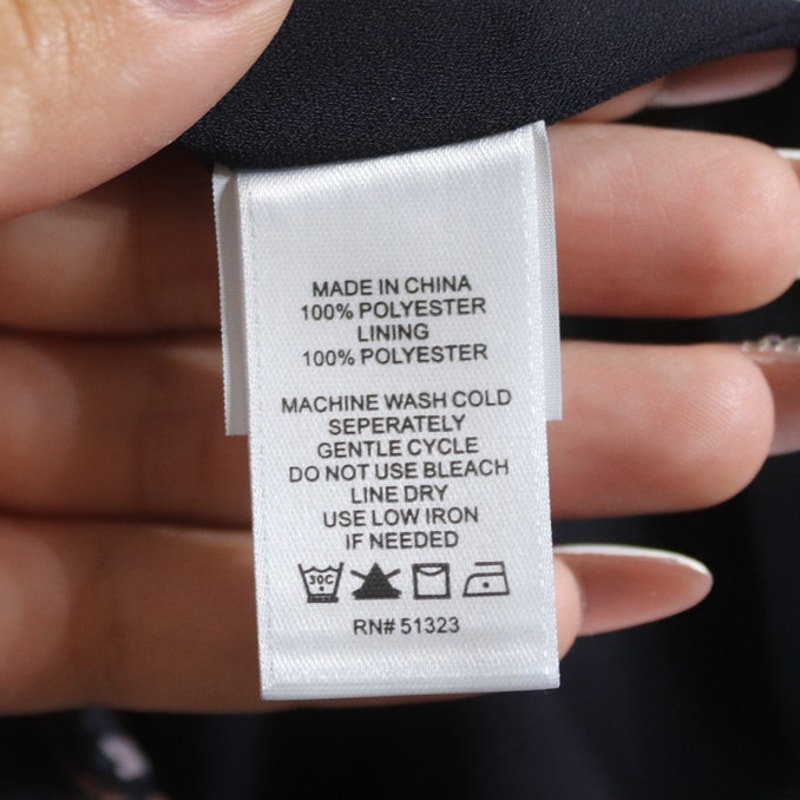 MADE IN CHINA
100% POLYESTER
LINING
100% POLYESTER
MACHINE WASH COLD
SEPERATELY
GENTLE CYCLE
DO NOT USE BLEACH
LINE DRY
USE LOW IRON
IF NEEDED
30C
RN# 51323